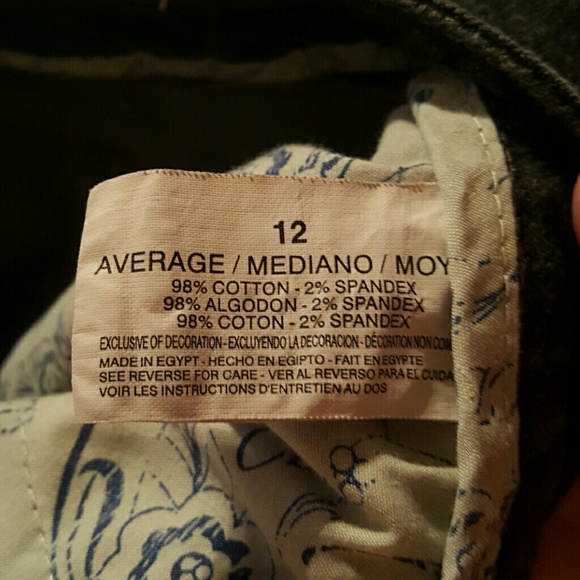 12
AVERAGE / MEDIANO / MOY
98% COTTON - 2% SPANDEX
98% ALGODON - 2% SPANDEX
98% COTON - 2% SPANDEX
EXCLUSIVE OF DECORATION - EXCLUYENDO LA DECORACION - DÉCORATION NON COM
MADE IN EGYPT - HECHO EN EGIPTO - FAIT EN EGYPTE
SEE REVERSE FOR CARE - VER AL REVERSO PARA EL CUIDA
VOIR LES INSTRUCTIONS D'ENTRETIEN AU DOS